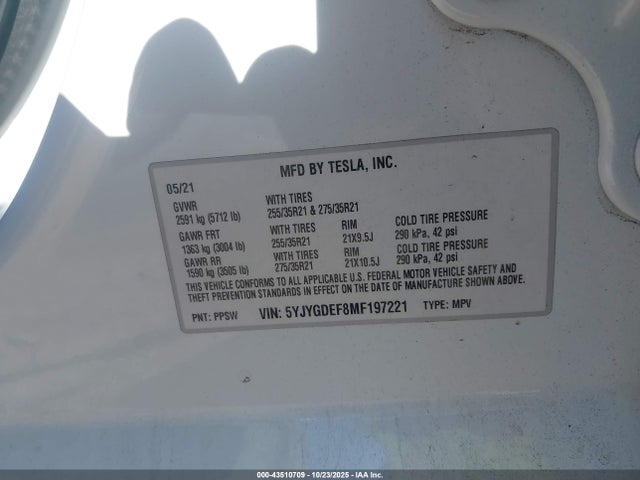 MFD BY TESLA, INC.
05/21
GVWR WITH TIRES
2591 kg (5712 lb) 255/35R21 & 275/35R21
GAWR FRT WITH TIRES RIM COLD TIRE PRESSURE
1363 kg (3004 lb) 255/35R21 21X9.5J 290 kPa, 42 psi
GAWR RR WITH TIRES RIM COLD TIRE PRESSURE
1590 kg (3505 lb) 275/35R21 21X10.5J 290 kPa, 42 psi
THIS VEHICLE CONFORMS TO ALL APPLICABLE U.S. FEDERAL MOTOR VEHICLE SAFETY AND
THEFT PREVENTION STANDARDS IN EFFECT ON THE DATE OF MANUFACTURE SHOWN ABOVE.
PNT: PPSW VIN: 5YJYGDEF8MF197221 TYPE: MPV
000-43510709 - 10/23/2025 - IAA Inc.